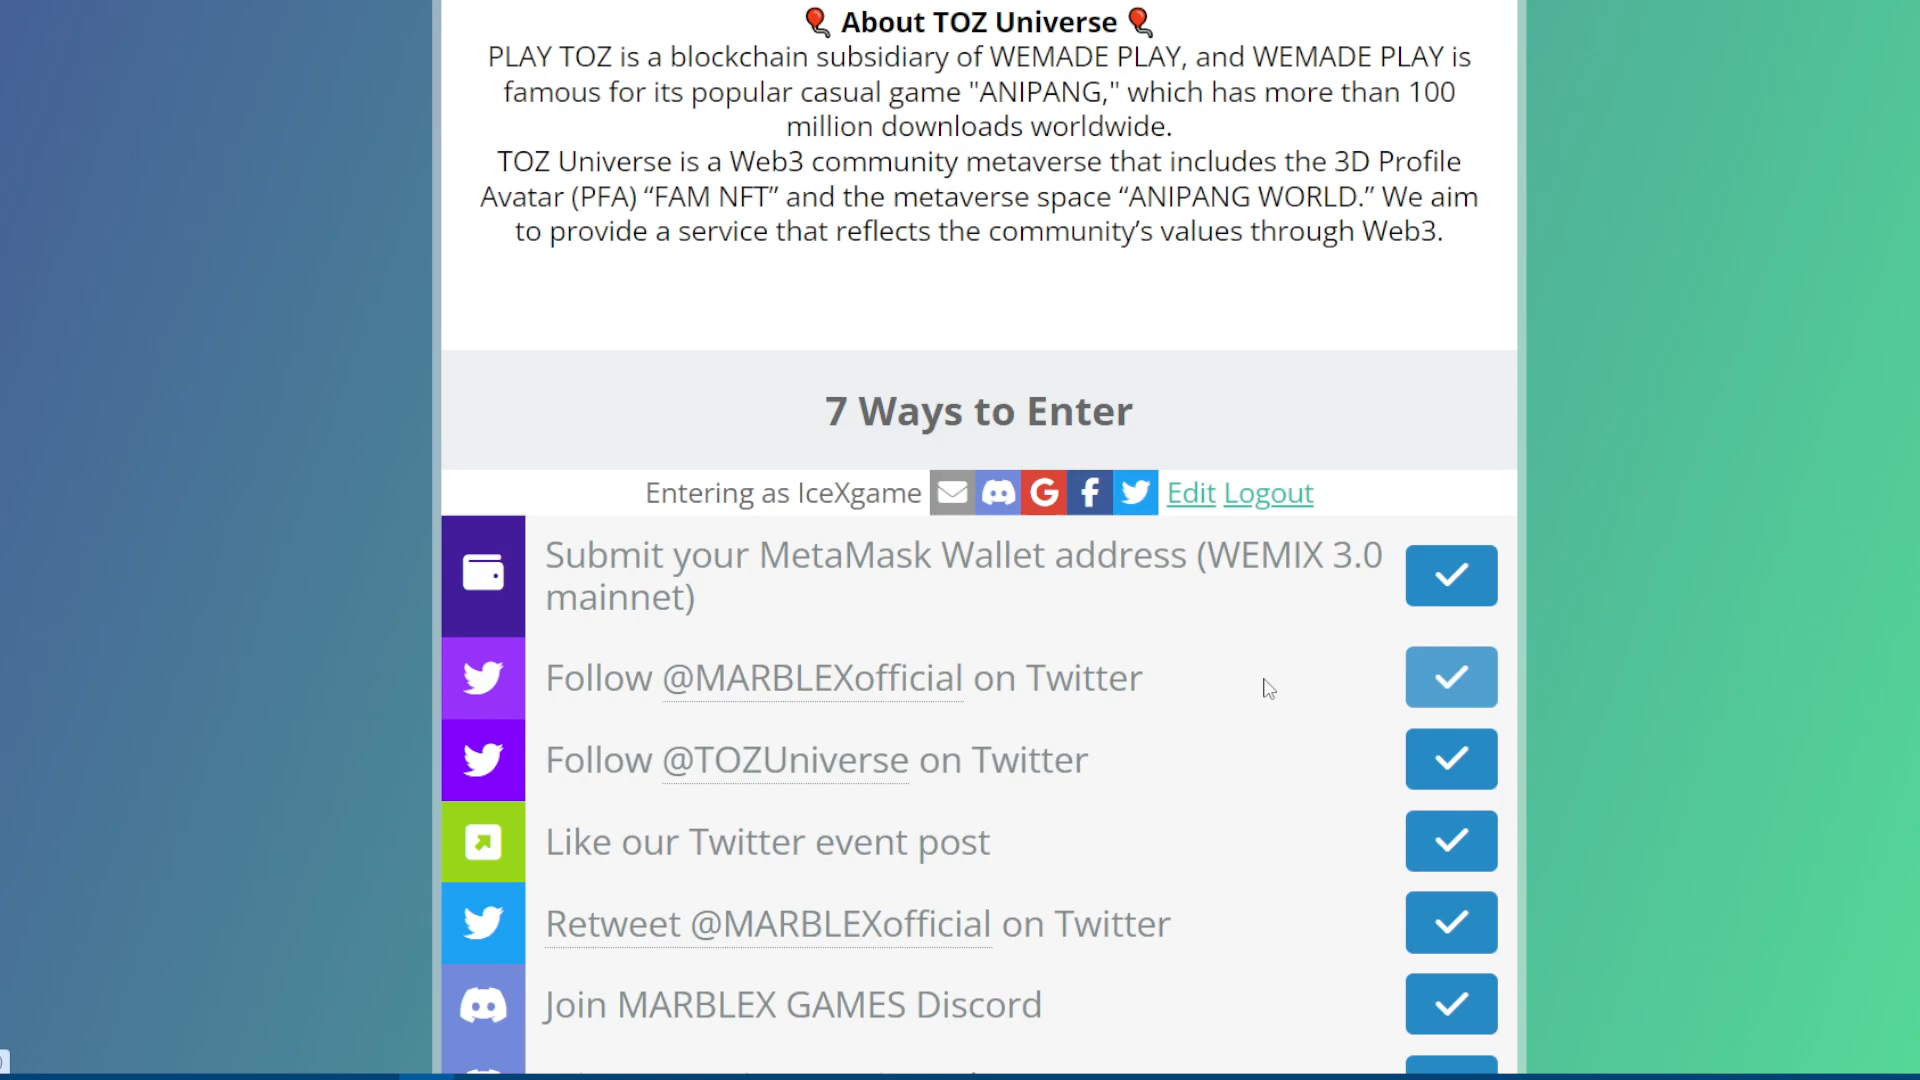 About TOZ Universe
PLAY TOZ is a blockchain subsidiary of WEMADE PLAY, and WEMADE PLAY is
famous for its popular casual game "ANIPANG," which has more than 100
million downloads worldwide.
TOZ Universe is a Web3 community metaverse that includes the 3D Profile
Avatar (PFA) “FAM NFT” and the metaverse space “ANIPANG WORLD.” We aim
to provide a service that reflects the community’s values through Web3.
7 Ways to Enter
Entering as IceXgame Edit Logout
Submit your MetaMask Wallet address (WEMIX 3.0
mainnet)
Follow @MARBLEXofficial on Twitter
Follow @TOZUniverse on Twitter
Like our Twitter event post
Retweet @MARBLEXofficial on Twitter
Join MARBLEX GAMES Discord